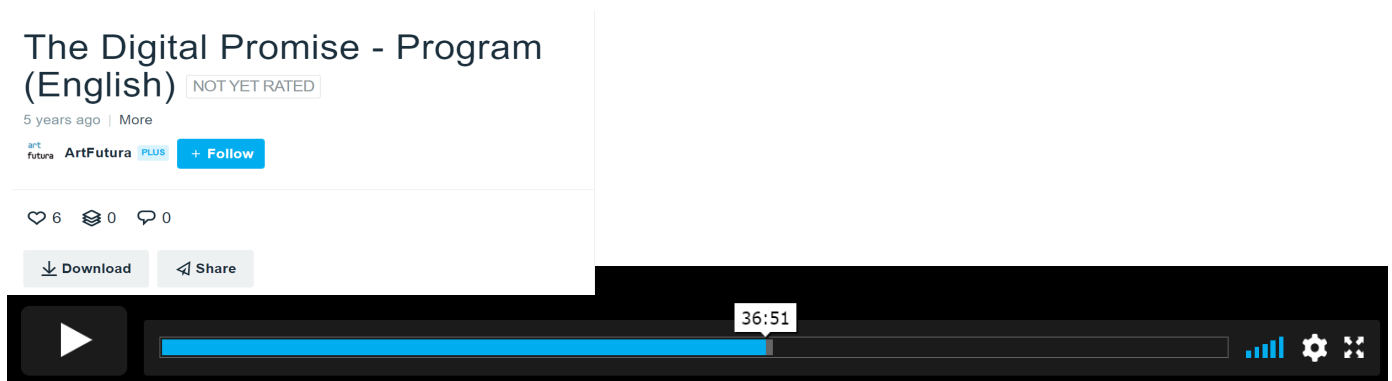 The Digital Promise - Program
(English) NOT YET RATED
5 years ago | More
art
futura ArtFutura PLUS + Follow
6 0 0
Download Share
36:51